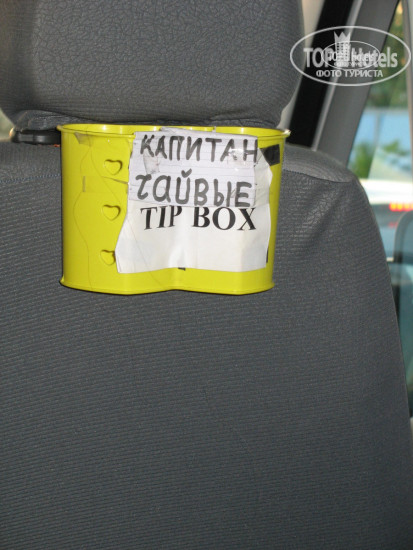 TOP Hotels
ФОТО ТУРИСТА
КАПИТАН
чАЙВЫЕ
TIP BOX